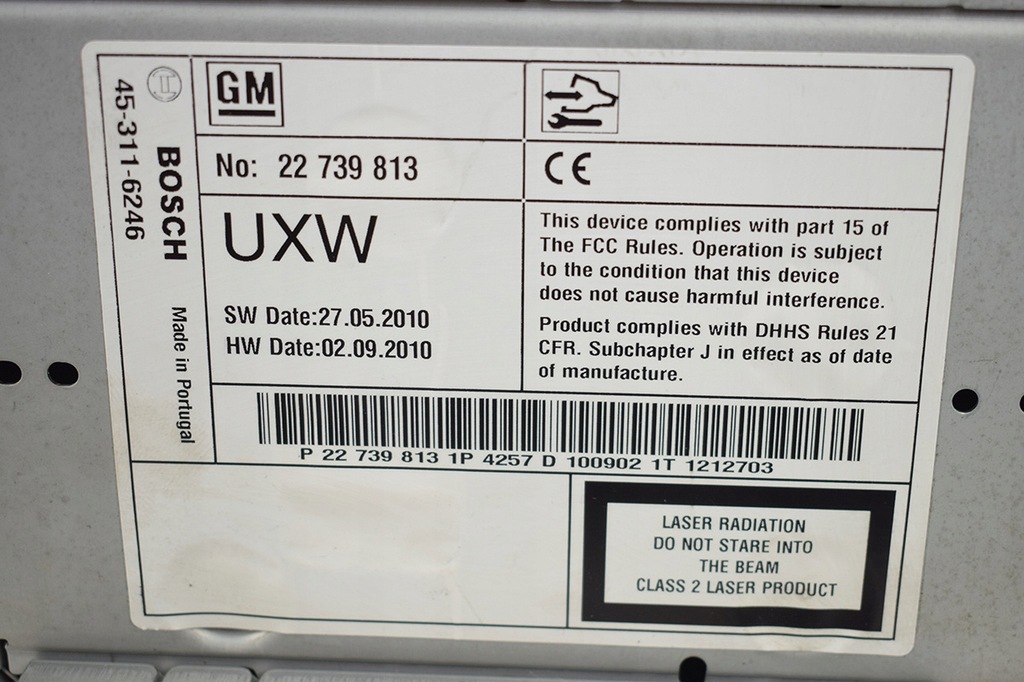 45-311-6246
BOSCH
Made in Portugal
GM
No: 22 739 813
CE
UXW
SW Date:27.05.2010
HW Date:02.09.2010
This device complies with part 15 of
The FCC Rules. Operation is subject
to the condition that this device
does not cause harmful interference.
Product complies with DHHS Rules 21
CFR. Subchapter J in effect as of date
of manufacture.
P 22 739 813 1P 4257 D 100902 1T 1212703
LASER RADIATION
DO NOT STARE INTO
THE BEAM
CLASS 2 LASER PRODUCT